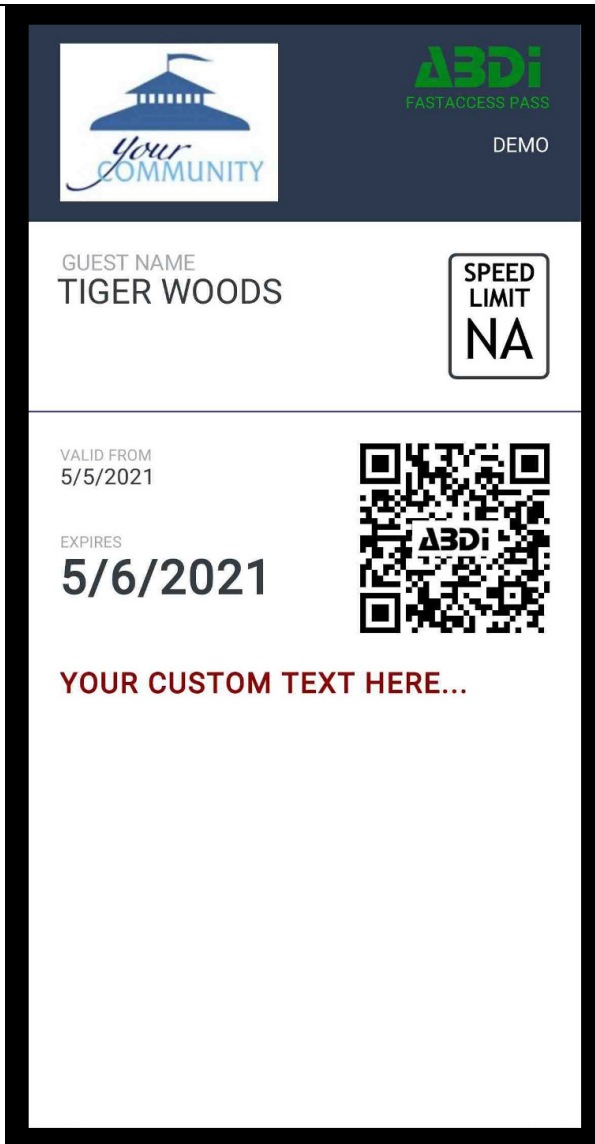 your
COMMUNITY
ABDi
FASTACCESS PASS
DEMO
GUEST NAME
TIGER WOODS
SPEED
LIMIT
NA
VALID FROM
5/5/2021
EXPIRES
5/6/2021
ABDi
YOUR CUSTOM TEXT HERE...